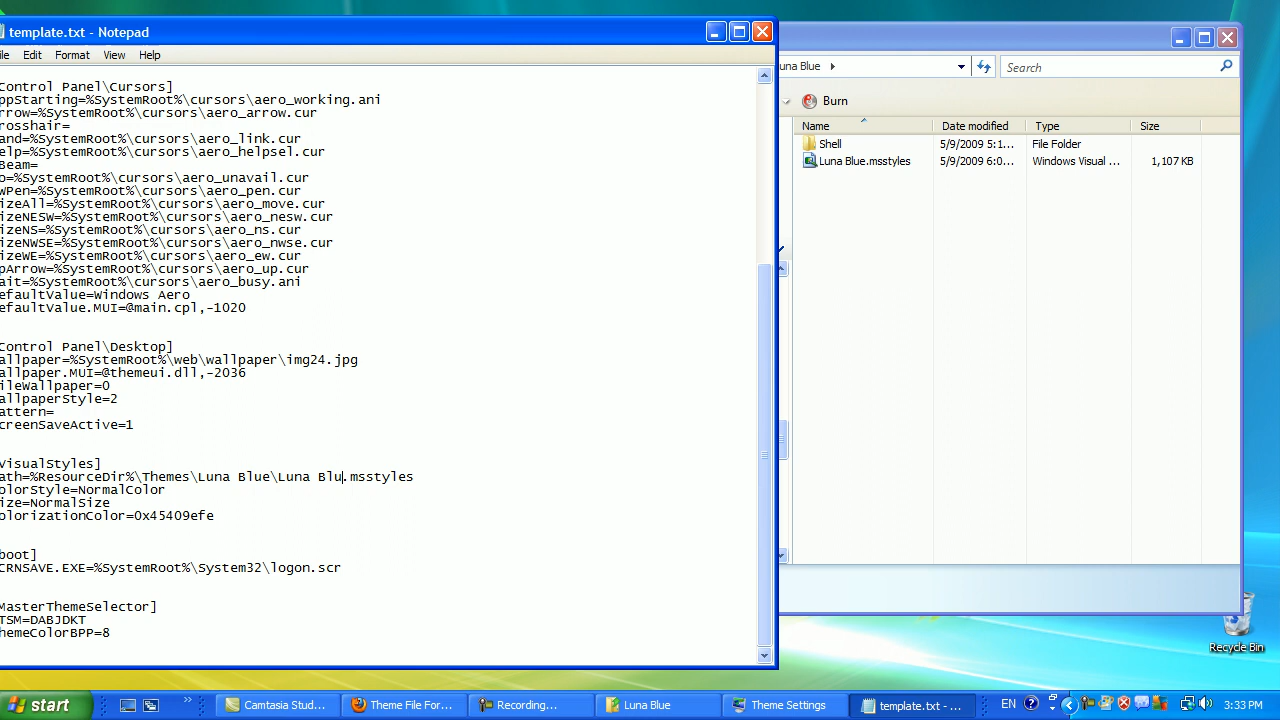 template.txt - Notepad
ile Edit Format View Help
Control Panel\Cursors]
ppStarting=%SystemRoot%\cursors\aero_working.ani
rrow=%SystemRoot%\cursors\aero_arrow.cur
rosshair=
and=%SystemRoot%\cursors\aero_link.cur
elp=%SystemRoot%\cursors\aero_helpsel.cur
Beam=
o=%SystemRoot%\cursors\aero_unavail.cur
wPen=%SystemRoot%\cursors\aero_pen.cur
izeAll=%SystemRoot%\cursors\aero_move.cur
izeNESW=%SystemRoot%\cursors\aero_nesw.cur
izeNS=%SystemRoot%\cursors\aero_ns.cur
izeNWSE=%SystemRoot%\cursors\aero_nwse.cur
izeWE=%SystemRoot%\cursors\aero_ew.cur
pArrow=%SystemRoot%\cursors\aero_up.cur
ait=%SystemRoot%\cursors\aero_busy.ani
efaultValue=Windows Aero
efaultValue.MUI=@main.cpl,-1020
Control Panel\Desktop]
allpaper=%SystemRoot%\web\wallpaper\img24.jpg
allpaper.MUI=@themeui.dll,-2036
ileWallpaper=0
allpaperStyle=2
attern=
creenSaveActive=1
VisualStyles]
ath=%ResourceDir%\Themes\Luna Blue\Luna Blu.msstyles
olorStyle=NormalColor
ize=NormalSize
olorizationColor=0x45409efe
boot]
CRNSAVE.EXE=%SystemRoot%\System32\logon.scr
MasterThemeSelector]
TSM=DABJDKT
hemeColorBPP=8
una Blue
Search
Burn
Name Date modified Type Size
Shell 5/9/2009 5:1... File Folder
Luna Blue.msstyles 5/9/2009 6:0... Windows Visual ... 1,107 KB
Recycle Bin
start
Camtasia Stud...
Theme File For...
Recording...
Luna Blue
Theme Settings
template.txt - ...
EN
3:33 PM